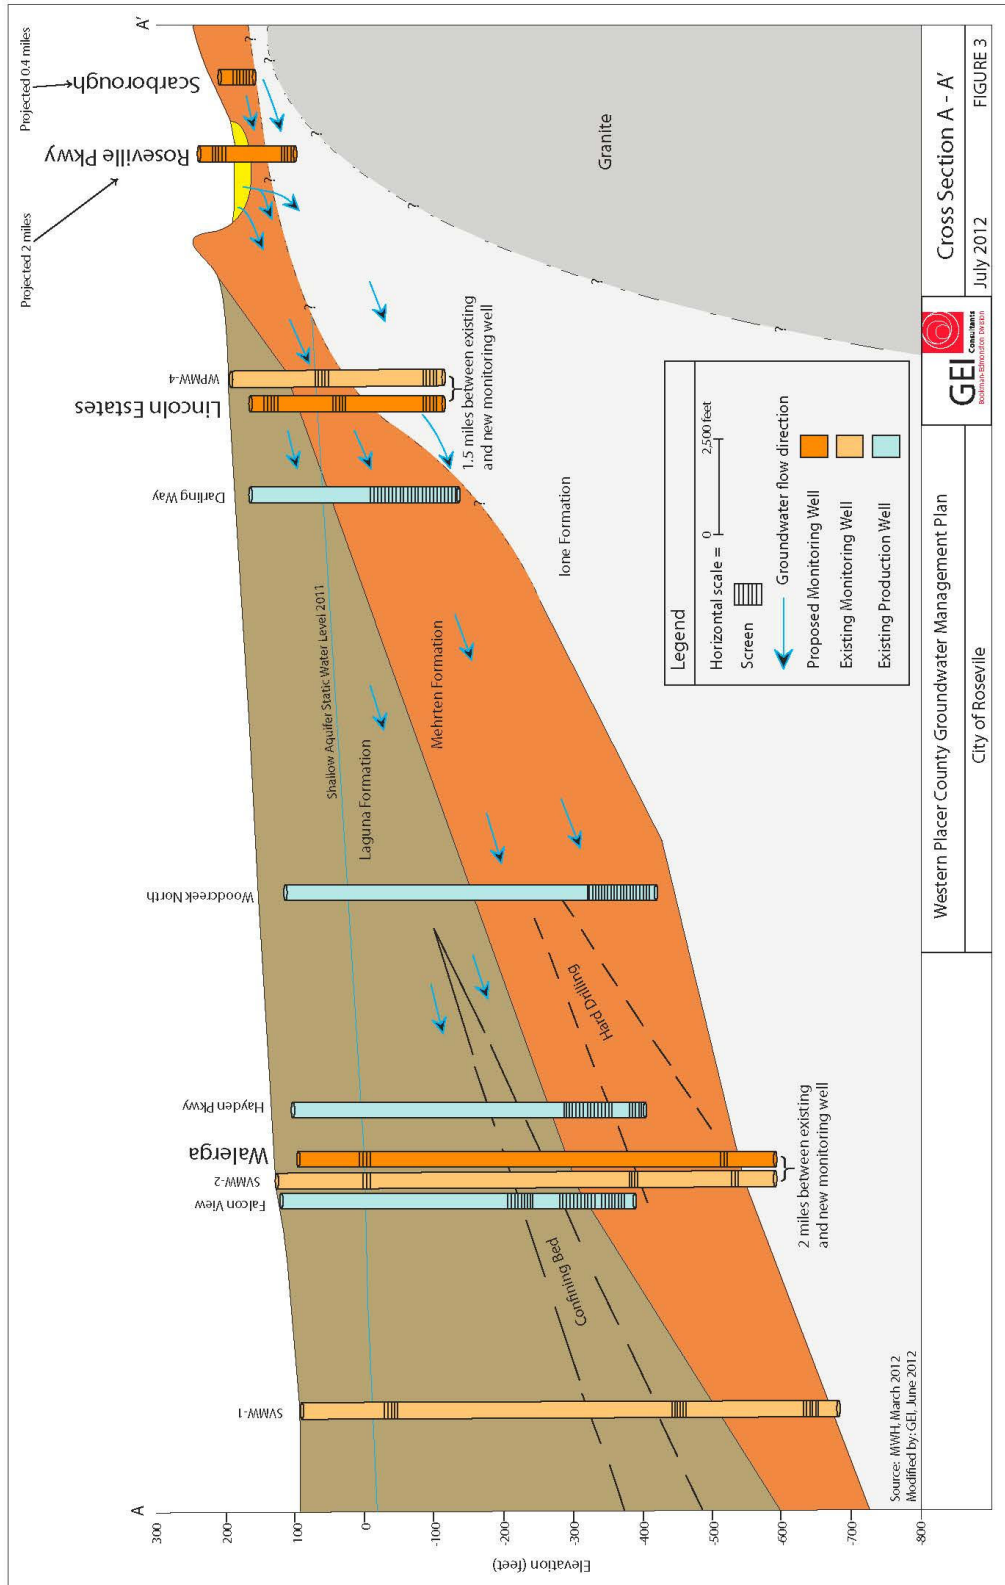 A
A'
Projected 2 miles
Projected 0.4 miles
SVMW-1
Falcon View
SVMW-2
Walerga
Hayden Pkwy
Woodcreek North
Darling Way
Lincoln Estates
WPMW-4
Roseville Pkwy
Scarborough
Elevation (feet)
300
200
100
0
-100
-200
-300
-400
-500
-600
-700
-800
Shallow Aquifer Static Water Level 2011
Laguna Formation
Mehrten Formation
Ione Formation
Granite
Confining Bed
Hard Drilling
?
?
?
?
?
?
?
?
?
?
1.5 miles between existing
and new monitoring well
2 miles between existing
and new monitoring well
Legend
Horizontal scale =
0
2,500 feet
Screen
Groundwater flow direction
Proposed Monitoring Well
Existing Monitoring Well
Existing Production Well
Source: MWH, March 2012
Modified by: GEI, June 2012
Western Placer County Groundwater Management Plan
City of Rosevile
GEI
Consultants
Bookman-Edmonston Division
Cross Section A - A'
July 2012
FIGURE 3